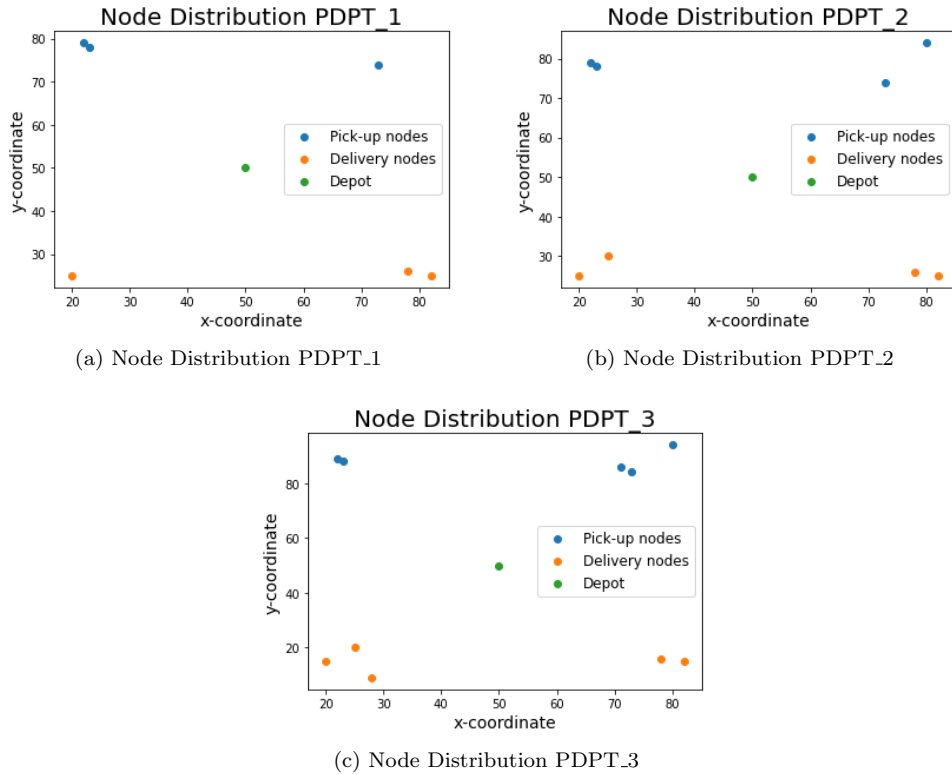 Node Distribution PDPT_1
80
70
60
50
40
30
y-coordinate
Pick-up nodes
Delivery nodes
Depot
20 30 40 50 60 70 80
x-coordinate
(a) Node Distribution PDPT_1
Node Distribution PDPT_2
80
70
60
50
40
30
y-coordinate
Pick-up nodes
Delivery nodes
Depot
20 30 40 50 60 70 80
x-coordinate
(b) Node Distribution PDPT_2
Node Distribution PDPT_3
80
60
40
20
y-coordinate
Pick-up nodes
Delivery nodes
Depot
20 30 40 50 60 70 80
x-coordinate
(c) Node Distribution PDPT_3